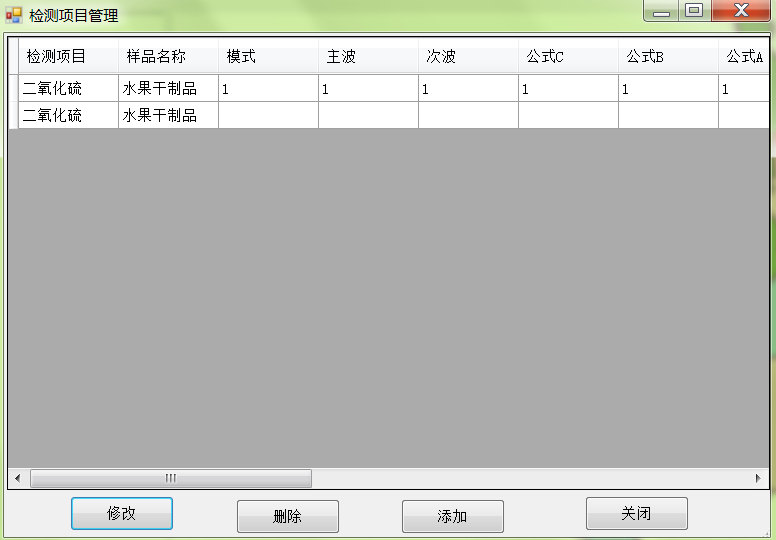 检测项目管理
检测项目 样品名称 模式 主波 次波 公式C 公式B 公式A
二氧化硫 水果干制品 1 1 1 1 1 1
二氧化硫 水果干制品
修改 删除 添加 关闭